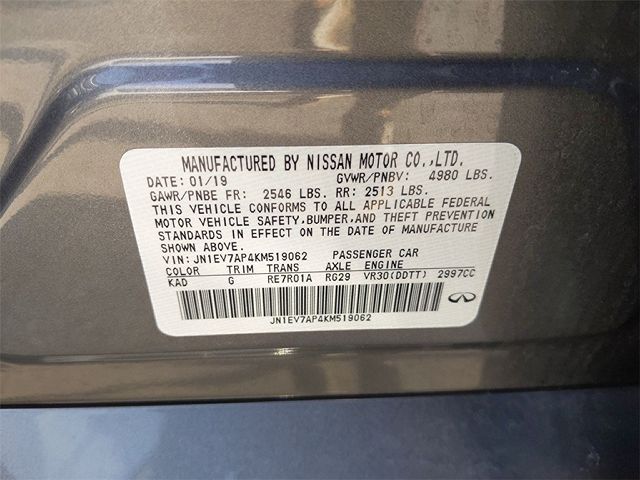 MANUFACTURED BY NISSAN MOTOR CO.,LTD.
DATE: 01/19 GVWR/PNBV: 4980 LBS.
GAWR/PNBE FR: 2546 LBS. RR: 2513 LBS.
THIS VEHICLE CONFORMS TO ALL APPLICABLE FEDERAL
MOTOR VEHICLE SAFETY, BUMPER, AND THEFT PREVENTION
STANDARDS IN EFFECT ON THE DATE OF MANUFACTURE
SHOWN ABOVE.
VIN: JN1EV7AP4KM519062 PASSENGER CAR
COLOR TRIM TRANS AXLE ENGINE
KAD G RE7R01A RG29 VR30(DDTT) 2997CC
JN1EV7AP4KM519062